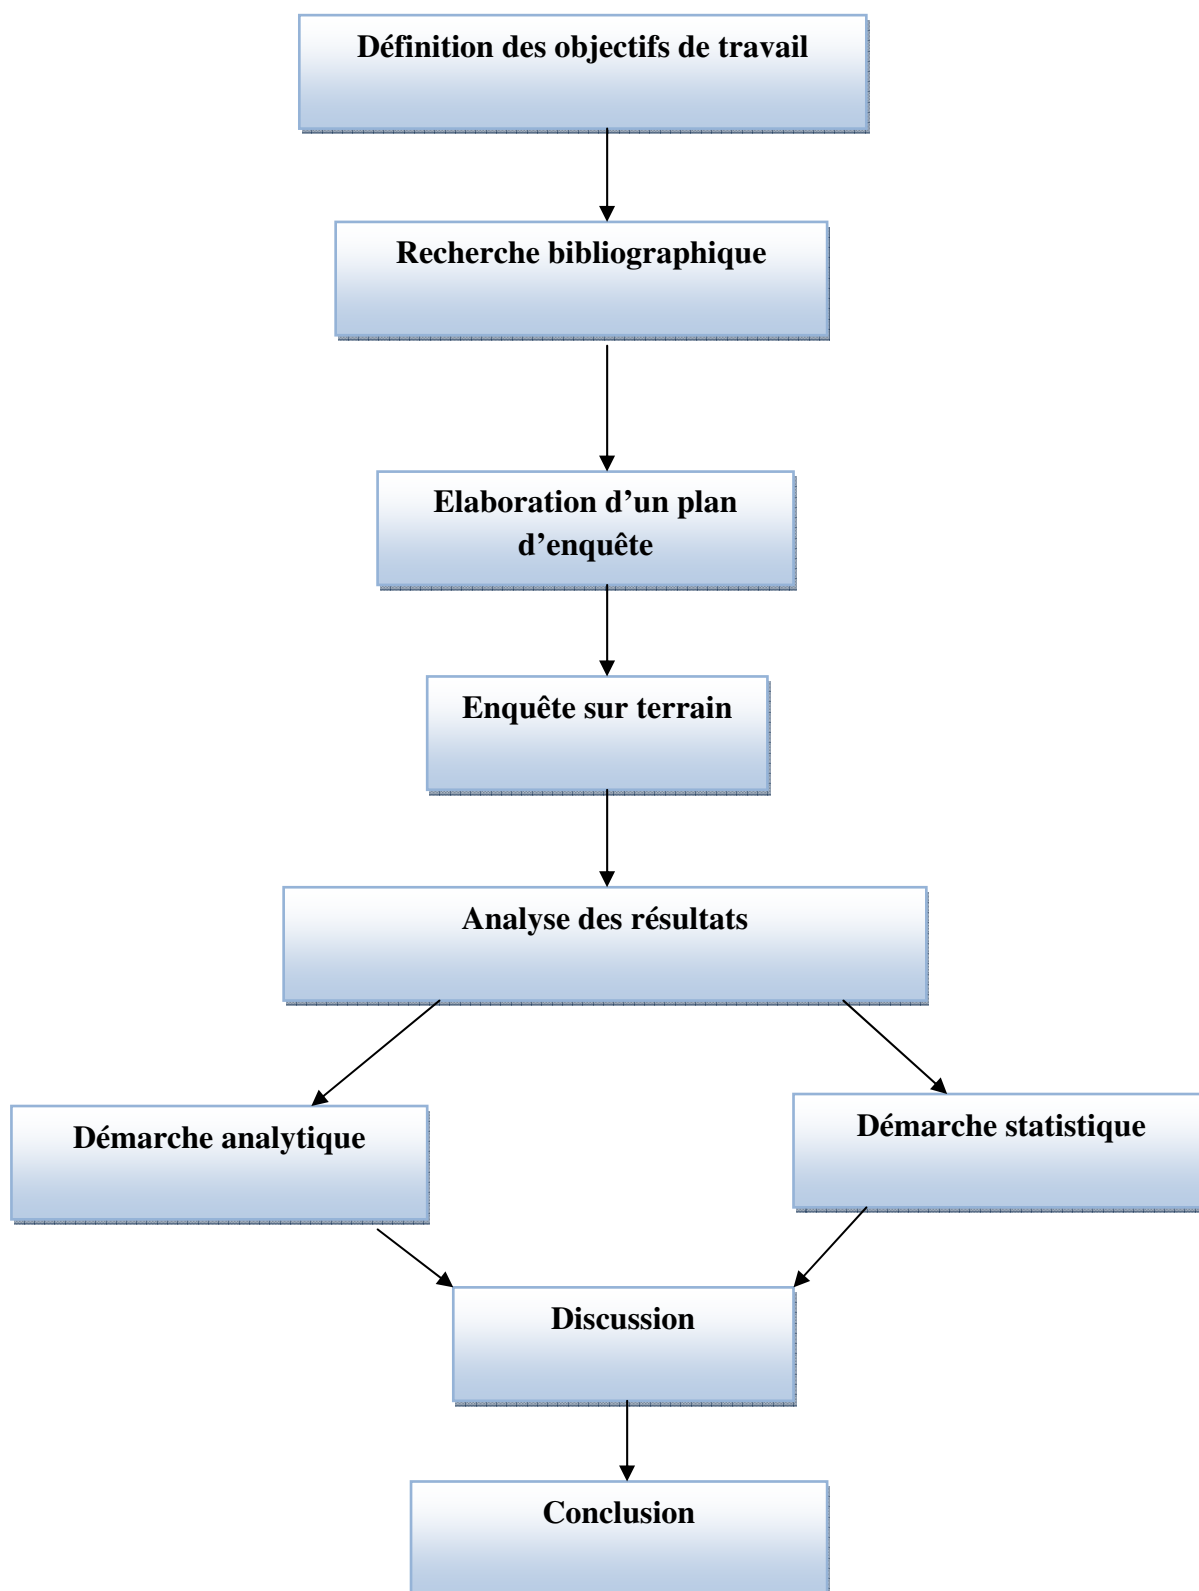 Définition des objectifs de travail
Recherche bibliographique
Elaboration d’un plan
d’enquête
Enquête sur terrain
Analyse des résultats
Démarche analytique
Démarche statistique
Discussion
Conclusion